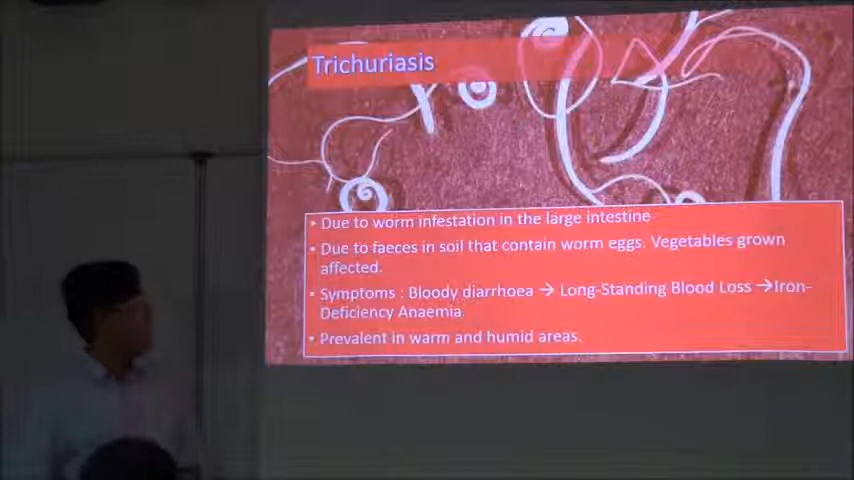 Trichuriasis
• Due to worm infestation in the large intestine
• Due to faeces in soil that contain worm eggs. Vegetables grown
affected.
• Symptoms : Bloody diarrhoea → Long-Standing Blood Loss →Iron-
Deficiency Anaemia
• Prevalent in warm and humid areas.